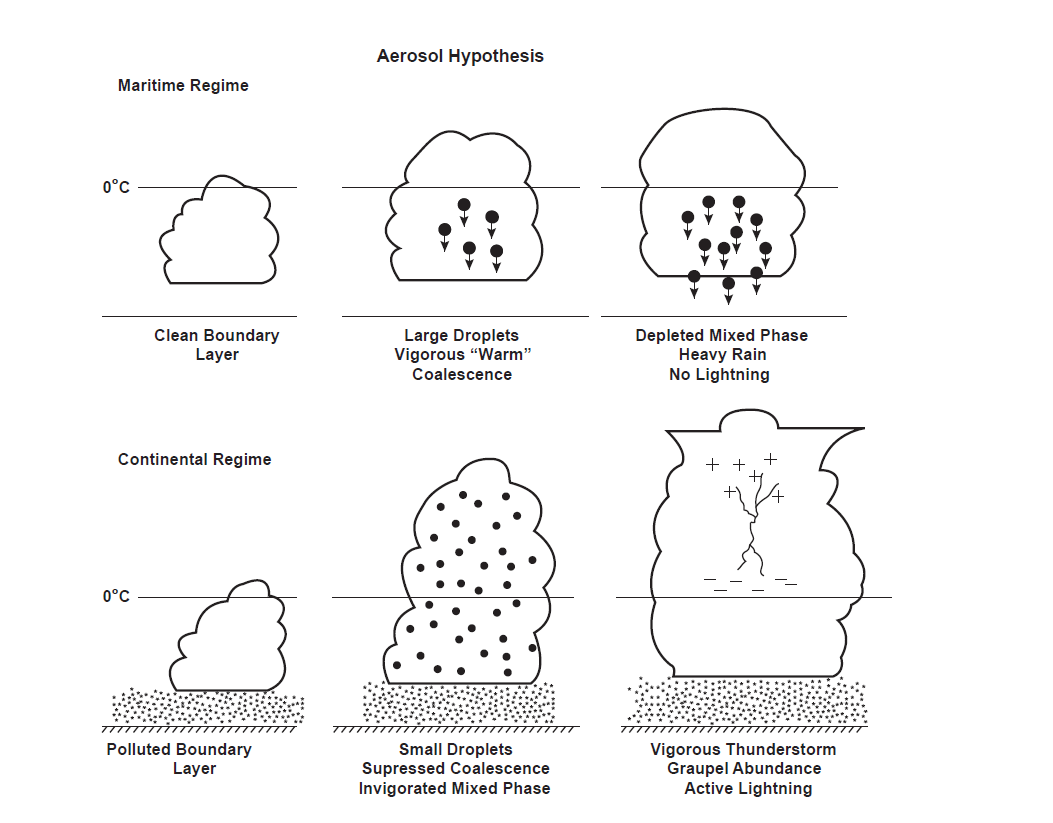 Aerosol Hypothesis
Maritime Regime
0°C
Clean Boundary
Layer
Large Droplets
Vigorous “Warm”
Coalescence
Depleted Mixed Phase
Heavy Rain
No Lightning
Continental Regime
0°C
Polluted Boundary
Layer
Small Droplets
Supressed Coalescence
Invigorated Mixed Phase
Vigorous Thunderstorm
Graupel Abundance
Active Lightning